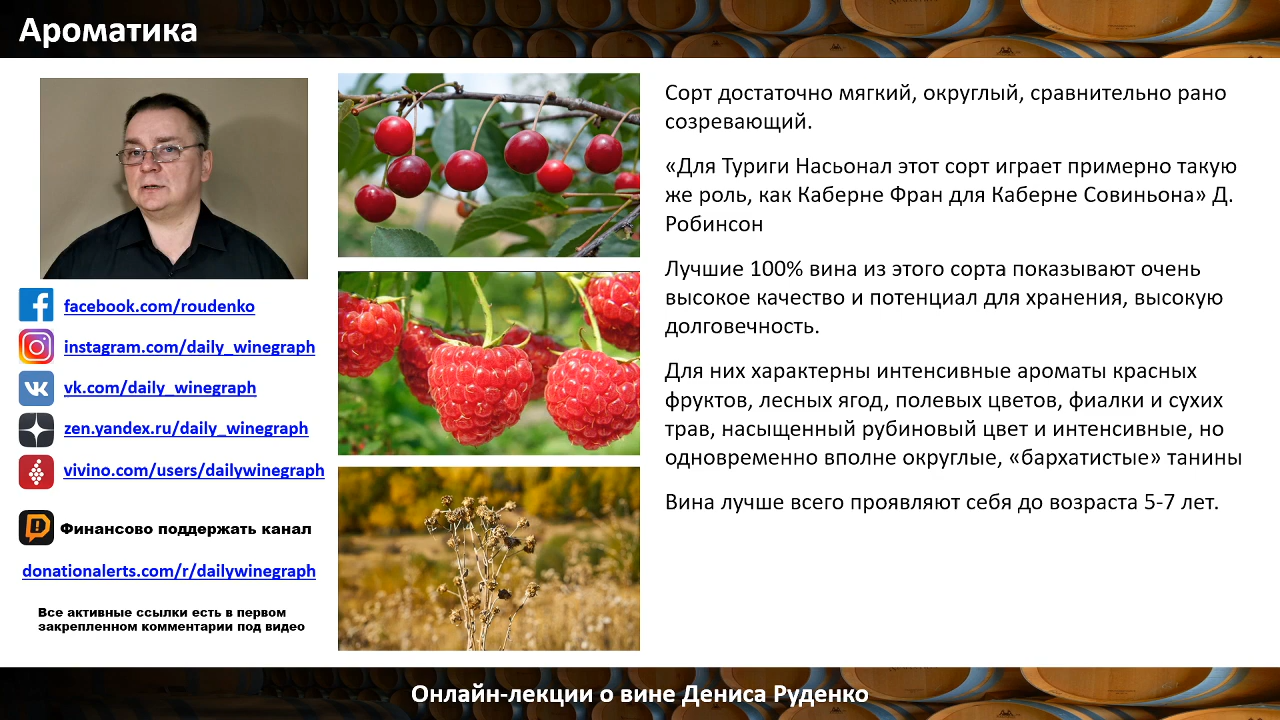 Ароматика
facebook.com/roudenko
instagram.com/daily_winegraph
vk.com/daily_winegraph
zen.yandex.ru/daily_winegraph
vivino.com/users/dailywinegraph
Финансово поддержать канал
donationalerts.com/r/dailywinegraph
Все активные ссылки есть в первом
закрепленном комментарии под видео
Сорт достаточно мягкий, округлый, сравнительно рано
созревающий.
«Для Туриги Насьонал этот сорт играет примерно такую
же роль, как Каберне Фран для Каберне Совиньона» Д.
Робинсон
Лучшие 100% вина из этого сорта показывают очень
высокое качество и потенциал для хранения, высокую
долговечность.
Для них характерны интенсивные ароматы красных
фруктов, лесных ягод, полевых цветов, фиалки и сухих
трав, насыщенный рубиновый цвет и интенсивные, но
одновременно вполне округлые, «бархатистые» танины
Вина лучше всего проявляют себя до возраста 5-7 лет.
Онлайн-лекции о вине Дениса Руденко